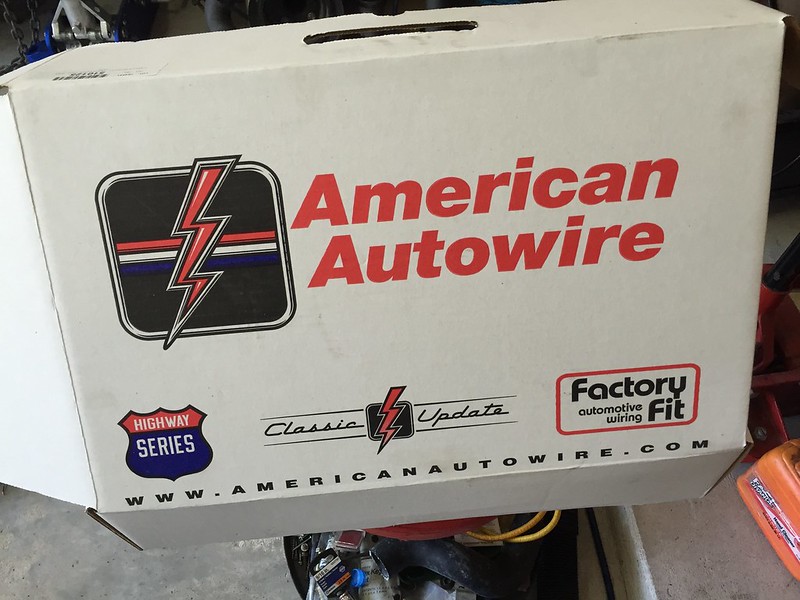 American
Autowire
HIGHWAY
SERIES
Classic Update
Factory
automotive
wiring
Fit
WWW.AMERICANAUTOWIRE.COM